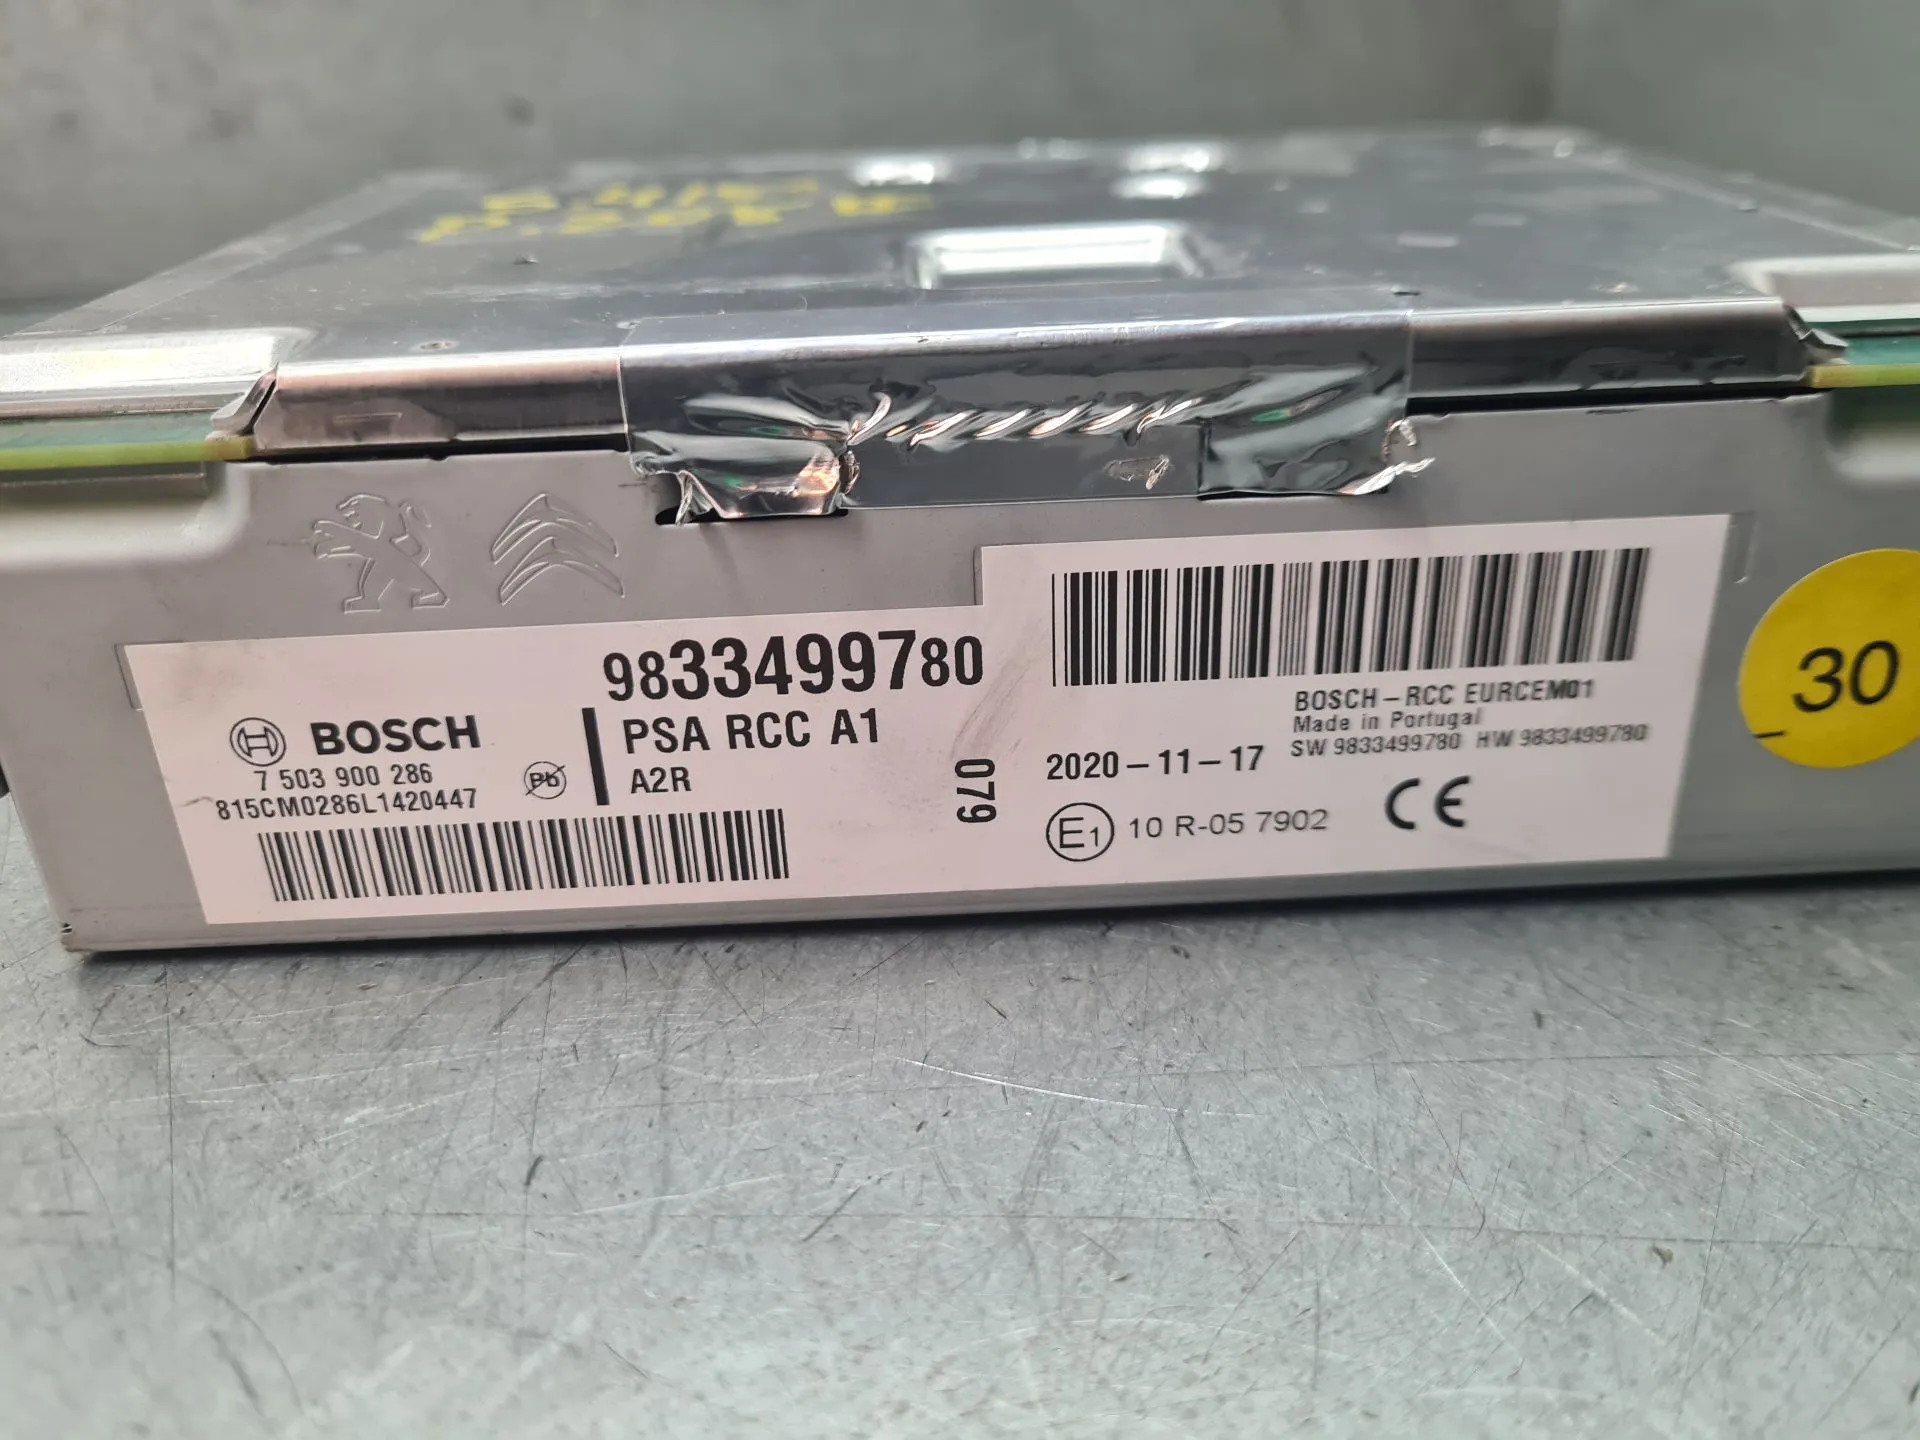 9833499780
BOSCH
PSA RCC A1
7 503 900 286
Pb
A2R
815CM0286L1420447
079
BOSCH-RCC EURCEM01
Made in Portugal
SW 9833499780 HW 9833499780
2020-11-17
E1 10 R-05 7902
CE
30